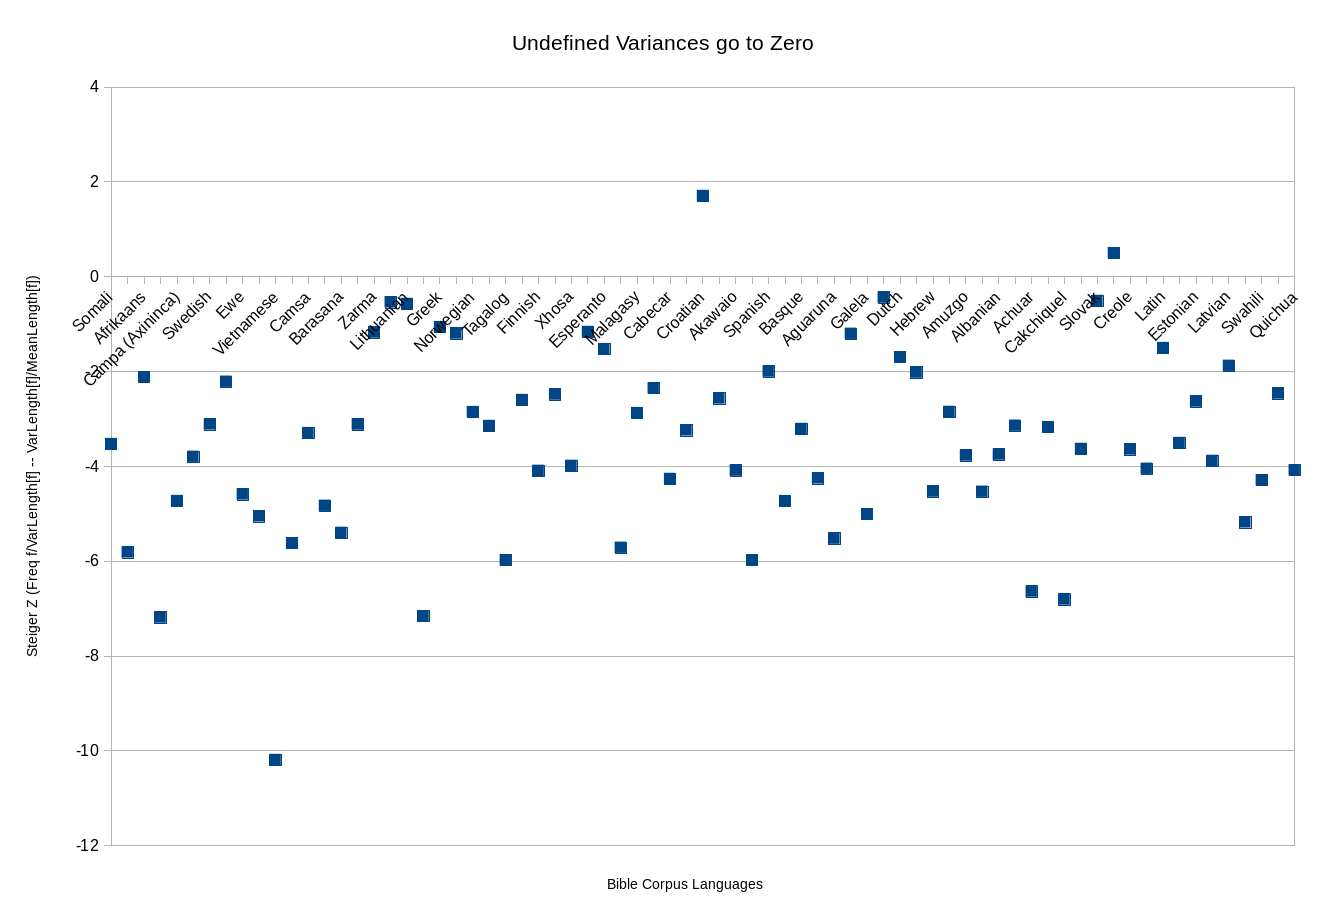 Undefined Variances go to Zero
4
2
0
-2
-4
-6
-8
-10
-12
Steiger Z (Freq f/VarLength[f] -- VarLength[f]/MeanLength[f])
Somali
Afrikaans
Campa (Axininca)
Swedish
Ewe
Vietnamese
Camsa
Barasana
Zarma
Lithuanian
Greek
Norwegian
Tagalog
Finnish
Xhosa
Esperanto
Malagasy
Cabecar
Croatian
Akawaio
Spanish
Basque
Aguaruna
Galela
Dutch
Hebrew
Amuzgo
Albanian
Achuar
Cakchiquel
Slovak
Creole
Latin
Estonian
Latvian
Swahili
Quichua
Bible Corpus Languages